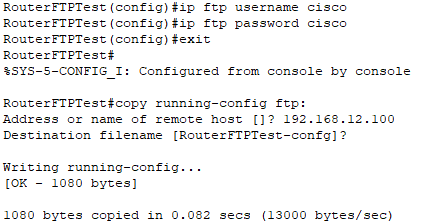 RouterFTPTest(config)#ip ftp username cisco
RouterFTPTest(config)#ip ftp password cisco
RouterFTPTest(config)#exit
RouterFTPTest#
%SYS-5-CONFIG_I: Configured from console by console
RouterFTPTest#copy running-config ftp:
Address or name of remote host []? 192.168.12.100
Destination filename [RouterFTPTest-confg]?
Writing running-config...
[OK - 1080 bytes]
1080 bytes copied in 0.082 secs (13000 bytes/sec)